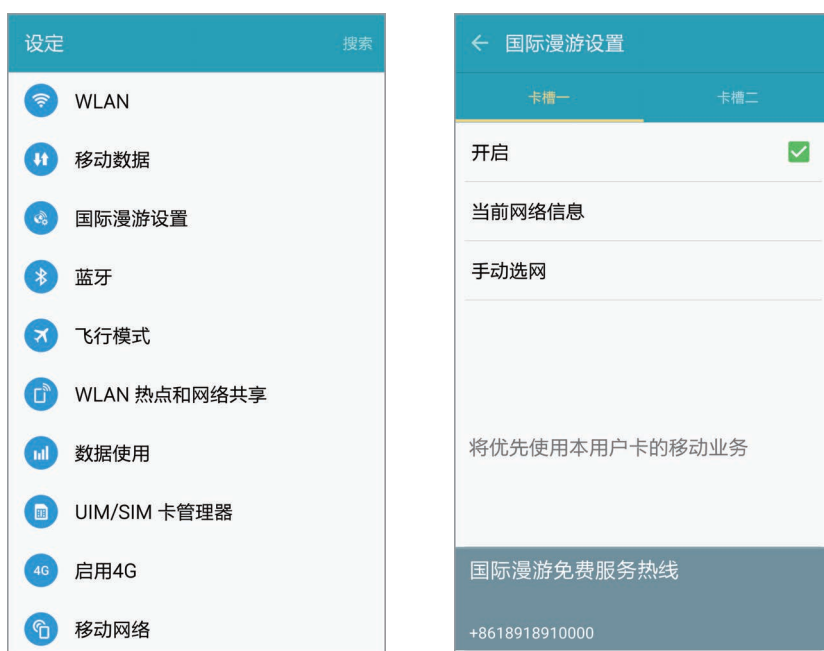 设定
搜索
WLAN
移动数据
国际漫游设置
蓝牙
飞行模式
WLAN 热点和网络共享
数据使用
UIM/SIM 卡管理器
4G
启用4G
移动网络
国际漫游设置
卡槽一
卡槽二
开启
当前网络信息
手动选网
将优先使用本用户卡的移动业务
国际漫游免费服务热线
+8618918910000